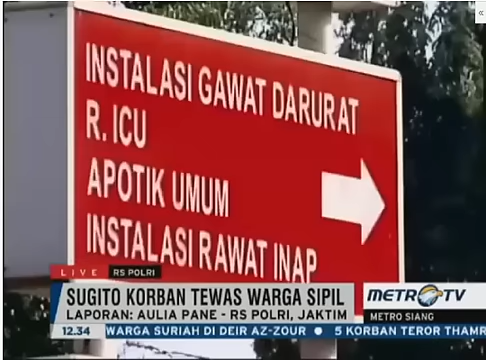 INSTALASI GAWAT DARURAT
R. ICU
APOTIK UMUM
INSTALASI RAWAT INAP
LIVE RS POLRI
SUGITO KORBAN TEWAS WARGA SIPIL
LAPORAN: AULIA PANE - RS POLRI, JAKTIM
METRO TV
METRO SIANG
12.34 WARGA SURIAH DI DEIR AZ-ZOUR ● 5 KORBAN TEROR THAMR